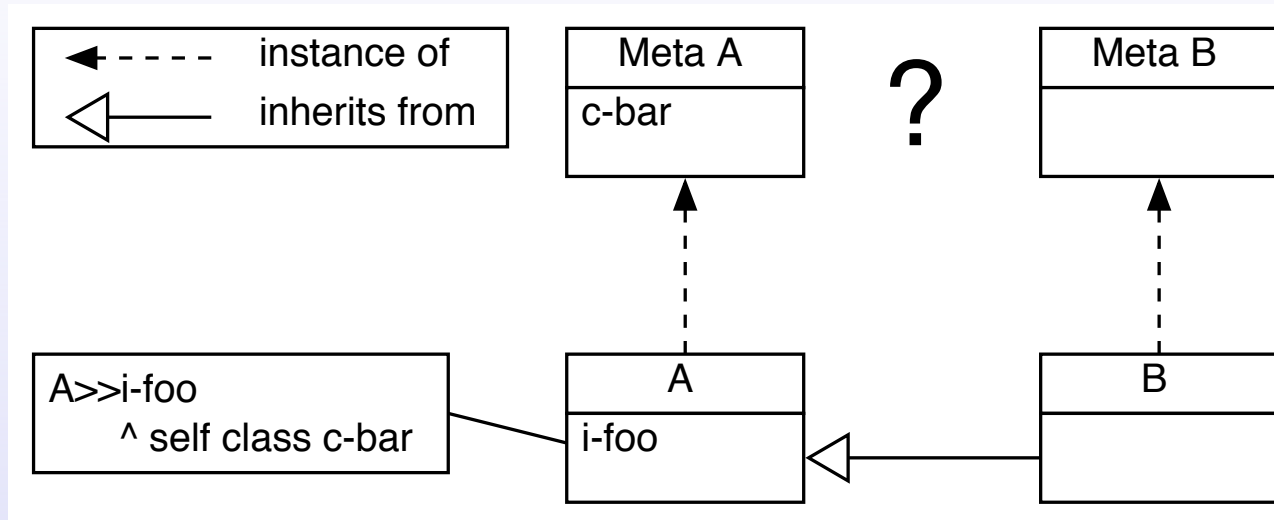 instance of
inherits from
Meta A
c-bar
?
Meta B
A>>i-foo
^ self class c-bar
A
i-foo
B